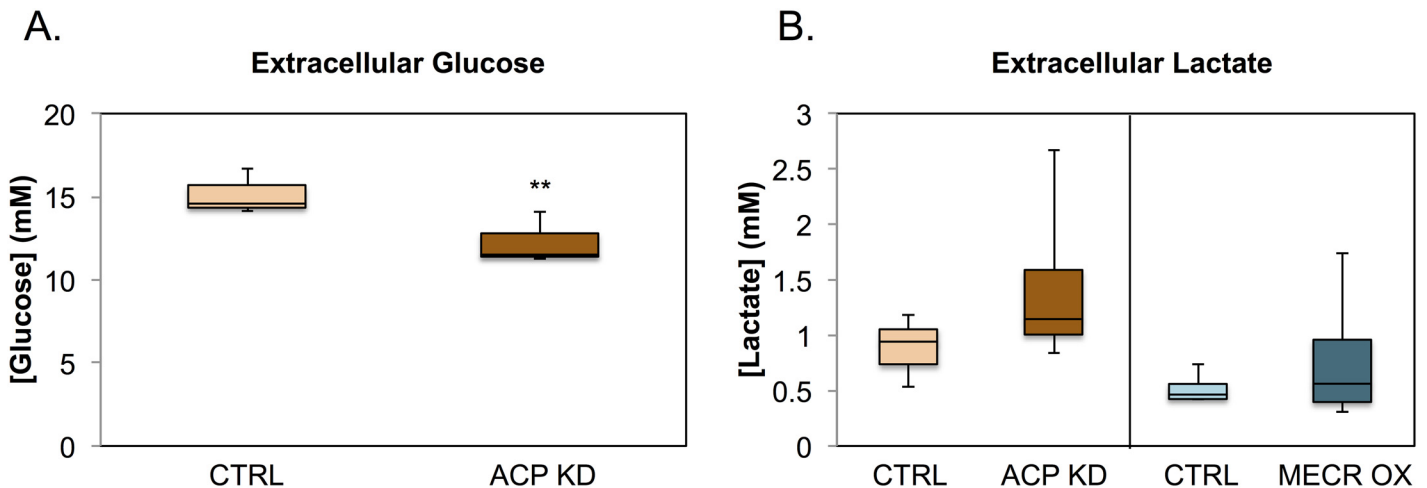 A.
Extracellular Glucose
[Glucose] (mM)
20
15
10
5
0
**
CTRL
ACP KD
B.
Extracellular Lactate
[Lactate] (mM)
3
2.5
2
1.5
1
0.5
0
CTRL
ACP KD
CTRL
MECR OX